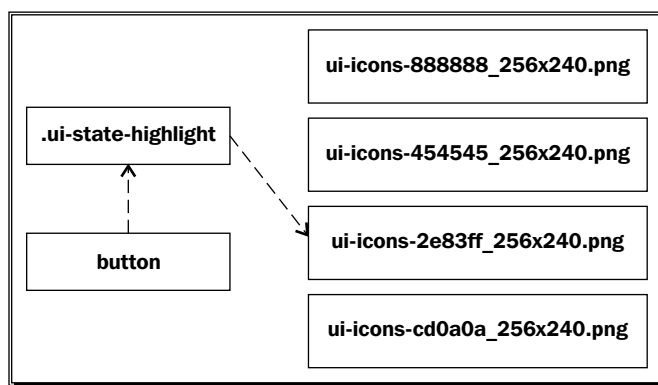 ui-icons-888888_256x240.png
.ui-state-highlight
ui-icons-454545_256x240.png
ui-icons-2e83ff_256x240.png
button
ui-icons-cd0a0a_256x240.png